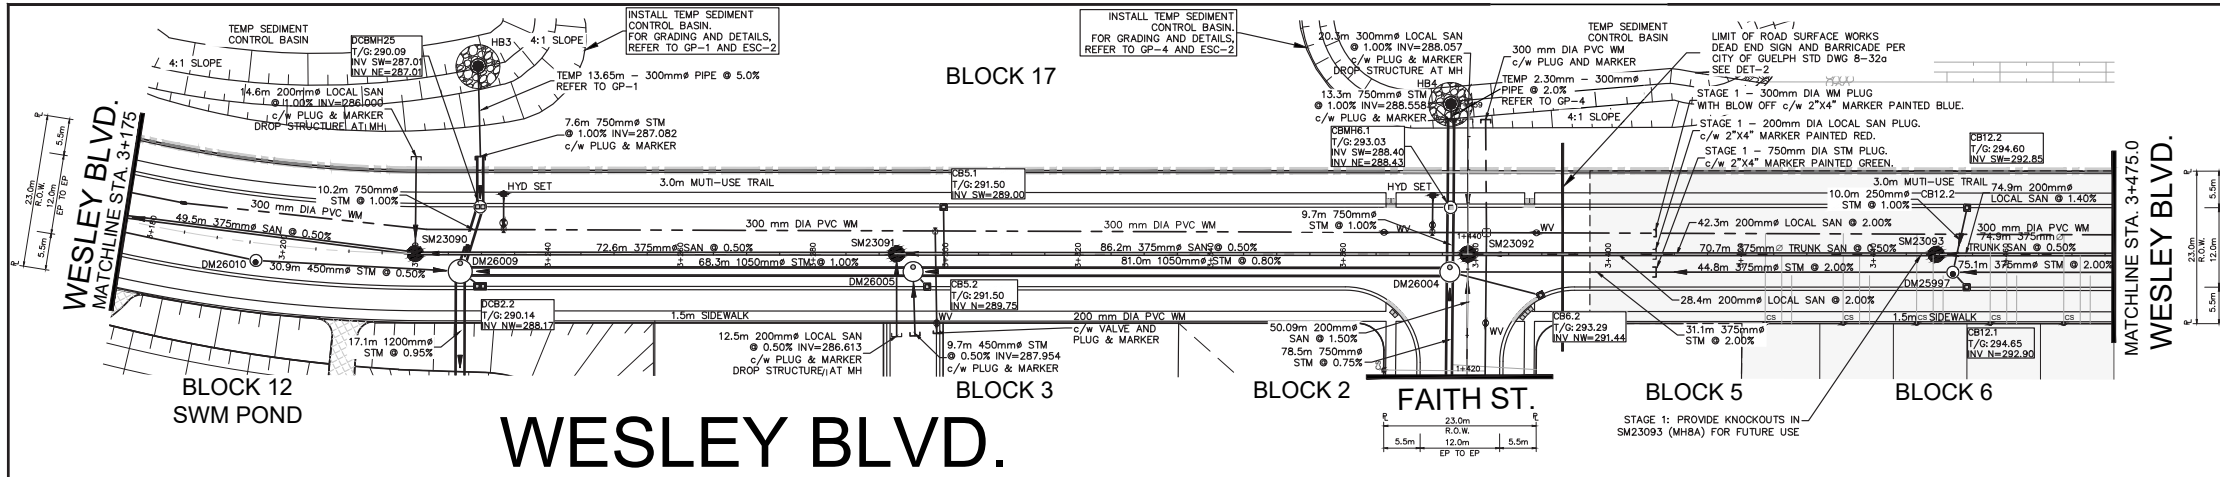 TEMP SEDIMENT
CONTROL BASIN
4:1 SLOPE
DCBMH25
T/G: 290.09
INV SW=287.01
INV NE=287.01
HB3
4:1 SLOPE
INSTALL TEMP SEDIMENT
CONTROL BASIN.
FOR GRADING AND DETAILS,
REFER TO GP-1 AND ESC-2
TEMP 13.65m - 300mmø PIPE @ 5.0%
REFER TO GP-1
14.6m 200mmø LOCAL SAN
@ 1.00% INV=286.000
c/w PLUG & MARKER
DROP STRUCTURE AT MH
7.6m 750mmø STM
@ 1.00% INV=287.082
c/w PLUG & MARKER
BLOCK 17
INSTALL TEMP SEDIMENT
CONTROL BASIN.
FOR GRADING AND DETAILS,
REFER TO GP-4 AND ESC-2
20.3m 300mmø LOCAL SAN
@ 1.00% INV=288.057
c/w PLUG & MARKER
DROP STRUCTURE AT MH
HB4
13.3m 750mmø STM
@ 1.00% INV=288.558
c/w PLUG & MARKER
CBMH6.1
T/G: 293.03
INV SW=288.40
INV NE=288.43
TEMP SEDIMENT
CONTROL BASIN
300 mm DIA PVC WM
c/w PLUG AND MARKER
TEMP 2.30mm - 300mm
PIPE @ 2.0%
REFER TO GP-4
4:1 SLOPE
LIMIT OF ROAD SURFACE WORKS
DEAD END SIGN AND BARRICADE PER
CITY OF GUELPH STD DWG 8-32a
SEE DET-2
STAGE 1 - 300mm DIA WM PLUG
WITH BLOW OFF c/w 2"X4" MARKER PAINTED BLUE.
STAGE 1 - 200mm DIA LOCAL SAN PLUG.
c/w 2"X4" MARKER PAINTED RED.
STAGE 1 - 750mm DIA STM PLUG.
c/w 2"X4" MARKER PAINTED GREEN.
CB12.2
T/G: 294.60
INV SW=292.85
5.5m
23.0m
R.O.W.
12.0m
EP TO EP
5.5m
WESLEY BLVD.
MATCHLINE STA. 3+175
10.2m 750mmø
STM @ 1.00%
HYD SET
3.0m MUTI-USE TRAIL
CB5.1
T/G: 291.50
INV SW=289.00
HYD SET
3.0m MUTI-USE TRAIL
10.0m 250mmø
STM @ 1.00%
CB12.2
74.9m 200mmø
LOCAL SAN @ 1.40%
300 mm DIA PVC WM
300 mm DIA PVC WM
300 mm DIA PVC WM
300 mm DIA PVC WM
300 mm DIA PVC WM
49.5m 375mmø SAN @ 0.50%
SM23090
72.6m 375mmø SAN @ 0.50%
SM23091
86.2m 375mmø SAN @ 0.50%
9.7m 750mmø
STM @ 1.00%
WV
1+440
WV
SM23092
42.3m 200mmø LOCAL SAN @ 2.00%
70.7m 375mmø TRUNK SAN @ 0.50%
SM23093
74.9m 375mmø
TRUNK SAN @ 0.50%
DM26010
30.9m 450mmø STM @ 0.50%
DM26009
68.3m 1050mmø STM @ 1.00%
DM26005
81.0m 1050mmø STM @ 0.80%
DM26004
44.8m 375mmø STM @ 2.00%
75.1m 375mmø STM @ 2.00%
DM25997
DCB2.2
T/G: 290.14
INV NW=288.17
CB5.2
T/G: 291.50
INV N=289.75
28.4m 200mmø LOCAL SAN @ 2.00%
1.5m SIDEWALK
WV
200 mm DIA PVC WM
c/w VALVE AND
PLUG & MARKER
17.1m 1200mmø
STM @ 0.95%
12.5m 200mmø LOCAL SAN
@ 0.50% INV=286.613
c/w PLUG & MARKER
DROP STRUCTURE AT MH
9.7m 450mmø STM
@ 0.50% INV=287.954
c/w PLUG & MARKER
50.09m 200mmø
SAN @ 1.50%
78.5m 750mmø
STM @ 0.75%
WV
1+420
CB6.2
T/G: 293.29
INV NW=291.44
31.1m 375mmø
STM @ 2.00%
CS
CS
CS
CS
CS
1.5m SIDEWALK
CB12.1
T/G: 294.65
INV N=292.90
MATCHLINE STA. 3+475.0
WESLEY BLVD.
5.5m
23.0m
R.O.W.
12.0m
EP TO EP
5.5m
BLOCK 12
SWM POND
BLOCK 3
BLOCK 2
FAITH ST.
BLOCK 5
BLOCK 6
23.0m
R.O.W.
5.5m
12.0m
5.5m
EP TO EP
STAGE 1: PROVIDE KNOCKOUTS IN
SM23093 (MH8A) FOR FUTURE USE
WESLEY BLVD.